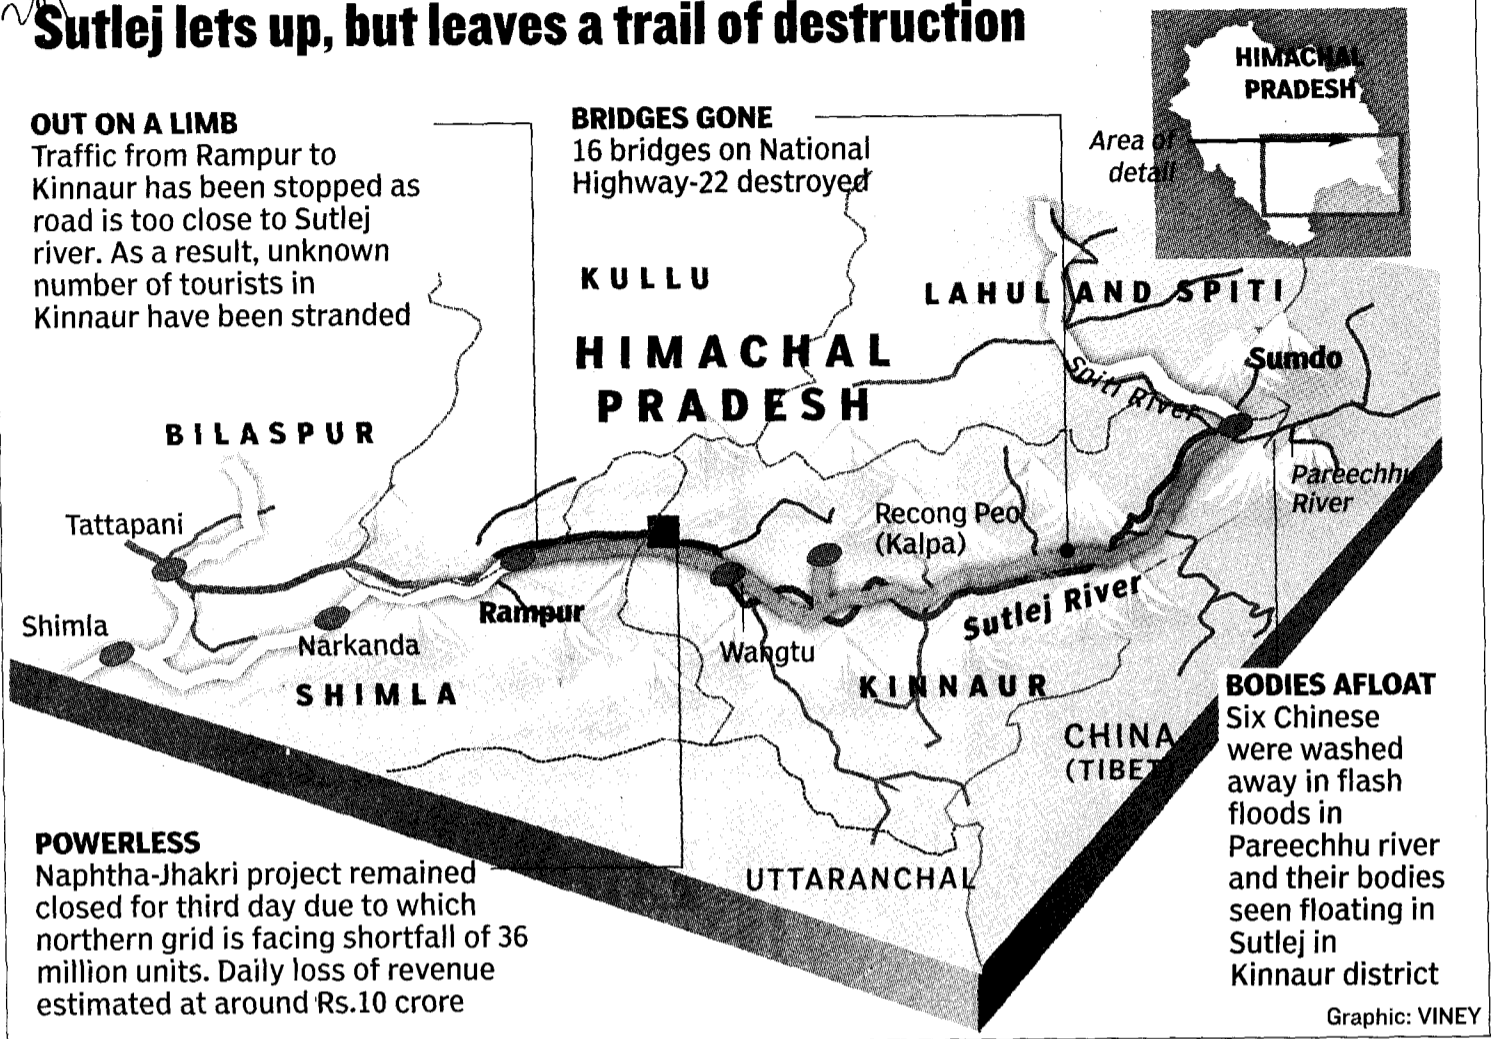 Sutlej lets up, but leaves a trail of destruction
OUT ON A LIMB
Traffic from Rampur to
Kinnaur has been stopped as
road is too close to Sutlej
river. As a result, unknown
number of tourists in
Kinnaur have been stranded
BRIDGES GONE
16 bridges on National
Highway-22 destroyed
HIMACHAL
PRADESH
Area of
detail
KULLU
LAHUL AND SPITI
HIMACHAL
PRADESH
Sumdo
Spiti River
BILASPUR
Pareechhu
River
Tattapani
Recong Peo
(Kalpa)
Sutlej River
Shimla
Rampur
Narkanda
Wangtu
SHIMLA
KINNAUR
CHINA
(TIBET
UTTARANCHAL
BODIES AFLOAT
Six Chinese
were washed
away in flash
floods in
Pareechhu river
and their bodies
seen floating in
Sutlej in
Kinnaur district
POWERLESS
Naphtha-Jhakri project remained
closed for third day due to which
northern grid is facing shortfall of 36
million units. Daily loss of revenue
estimated at around Rs.10 crore
Graphic: VINEY